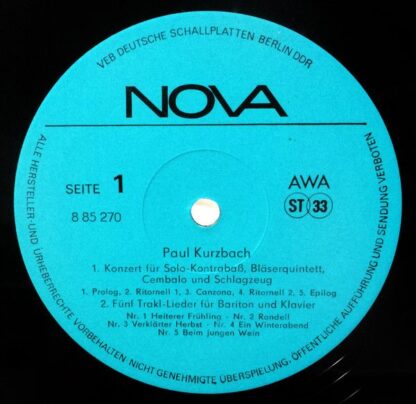 VEB DEUTSCHE SCHALLPLATTEN BERLIN DDR
NOVA
SEITE 1
8 85 270
AWA
ST 33
Paul Kurzbach
1. Konzert für Solo-Kontrabaß, Bläserquintett,
Cembalo und Schlagzeug
1. Prolog, 2. Ritornell 1, 3. Canzona, 4. Ritornell 2, 5. Epilog
2. Fünf Trakl-Lieder für Bariton und Klavier
Nr. 1 Heiterer Frühling - Nr. 2 Rondell
Nr. 3 Verklärter Herbst - Nr. 4 Ein Winterabend
Nr. 5 Beim jungen Wein
ALLE HERSTELLER-UND URHEBERRECHTE VORBEHALTEN NICHT GENEHMIGTE ÜBERSPIELUNG, ÖFFENTLICHE AUFFÜHRUNG UND SENDUNG VERBOTEN